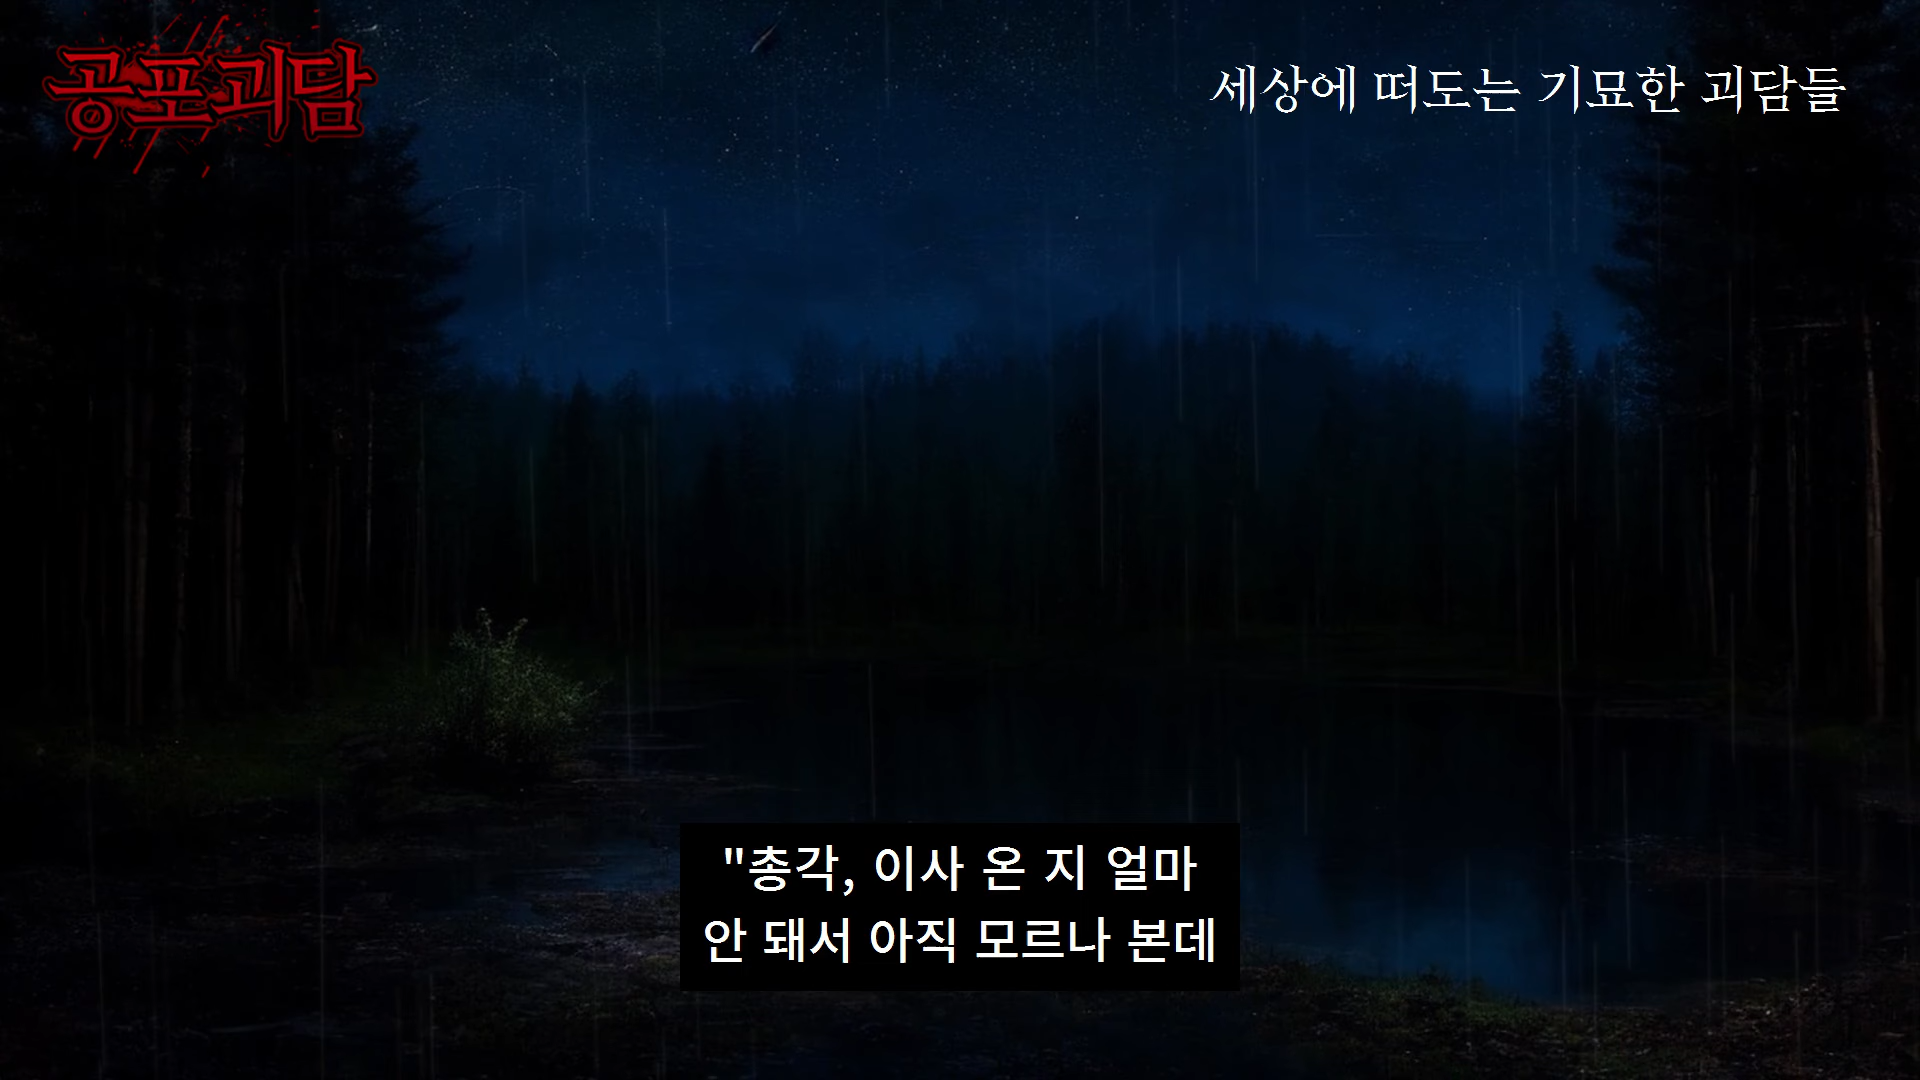 공포괴담
세상에 떠도는 기묘한 괴담들
"총각, 이사 온 지 얼마
안 돼서 아직 모르나 본데